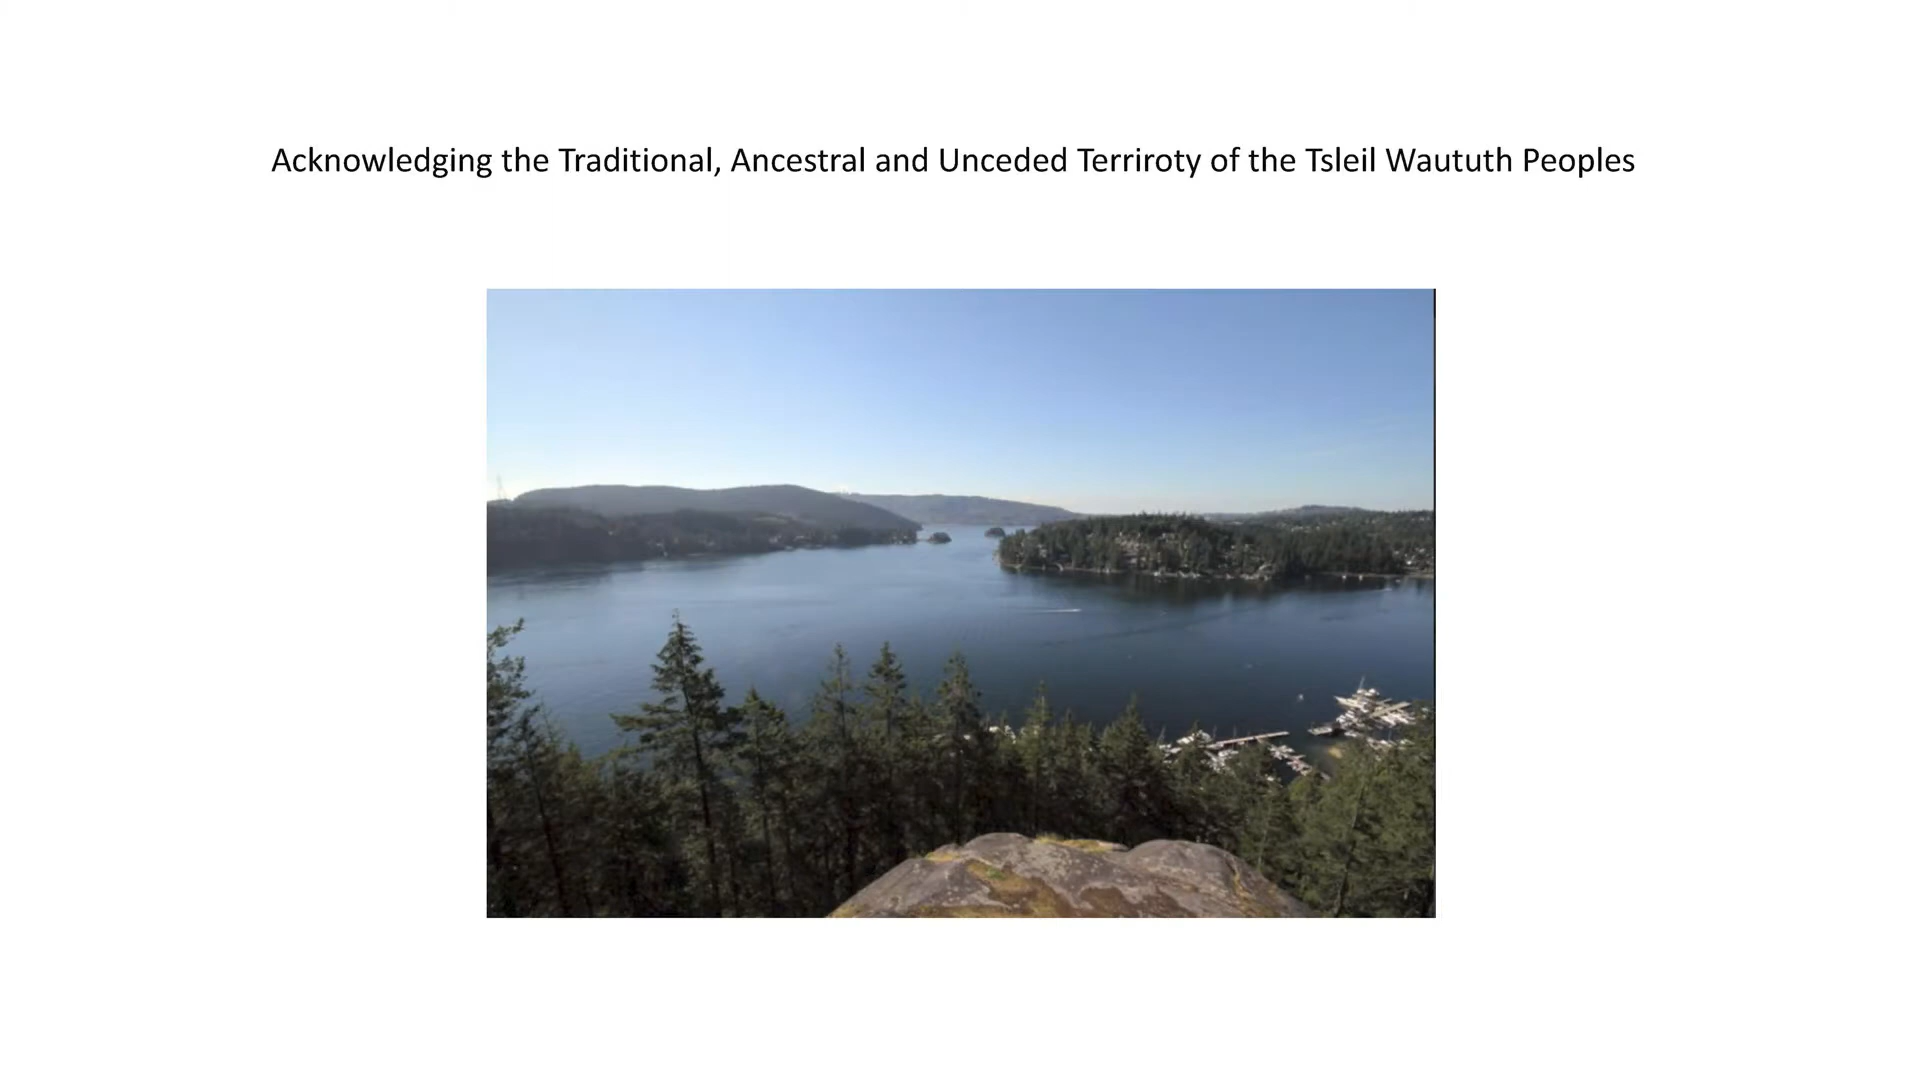 Acknowledging the Traditional, Ancestral and Unceded Terriroty of the Tsleil Waututh Peoples